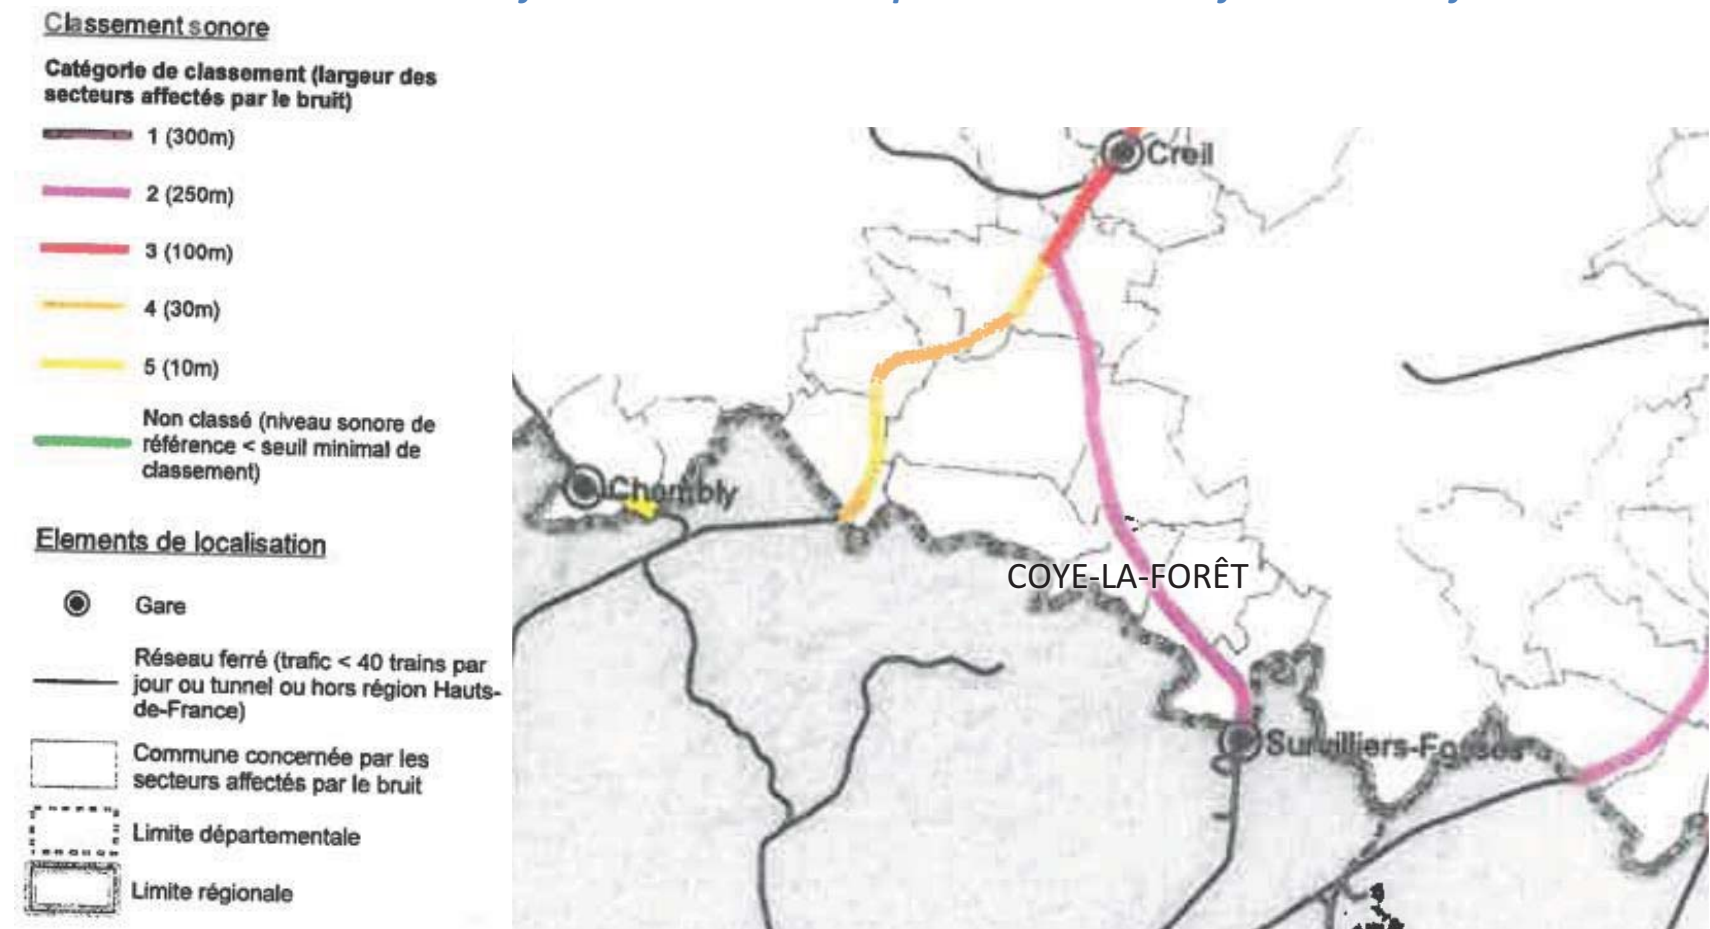 Classement sonore
Catégorie de classement (largeur des
secteurs affectés par le bruit)
1 (300m)
2 (250m)
3 (100m)
4 (30m)
5 (10m)
Non classé (niveau sonore de
référence < seuil minimal de
classement)
Elements de localisation
Gare
Réseau ferré (trafic < 40 trains par
jour ou tunnel ou hors région Hauts-
de-France)
Commune concernée par les
secteurs affectés par le bruit
Limite départementale
Limite régionale
Creil
Chambly
COYE-LA-FORÊT
Survilliers-Fosses